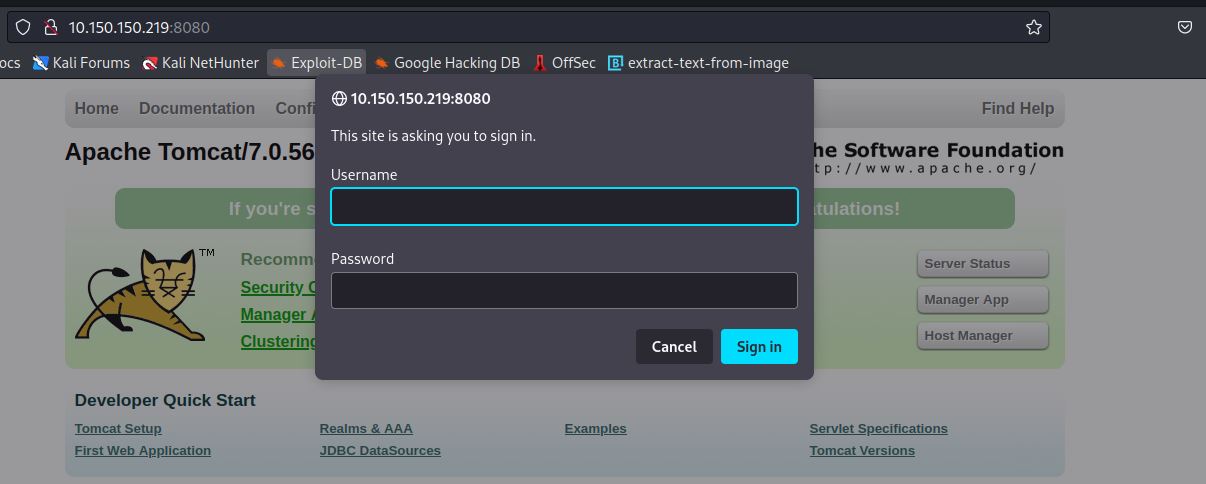 10.150.150.219:8080
ocs Kali Forums Kali NetHunter Exploit-DB Google Hacking DB OffSec extract-text-from-image
Home Documentation Confi Find Help
Apache Tomcat/7.0.56 he Software Foundation
tp://www.apache.org/
If you're s atulations!
TM
Recomm
Security C
Manager A
Clustering
Server Status
Manager App
Host Manager
10.150.150.219:8080
This site is asking you to sign in.
Username
Password
Cancel Sign in
Developer Quick Start
Tomcat Setup Realms & AAA Examples Servlet Specifications
First Web Application JDBC DataSources Tomcat Versions